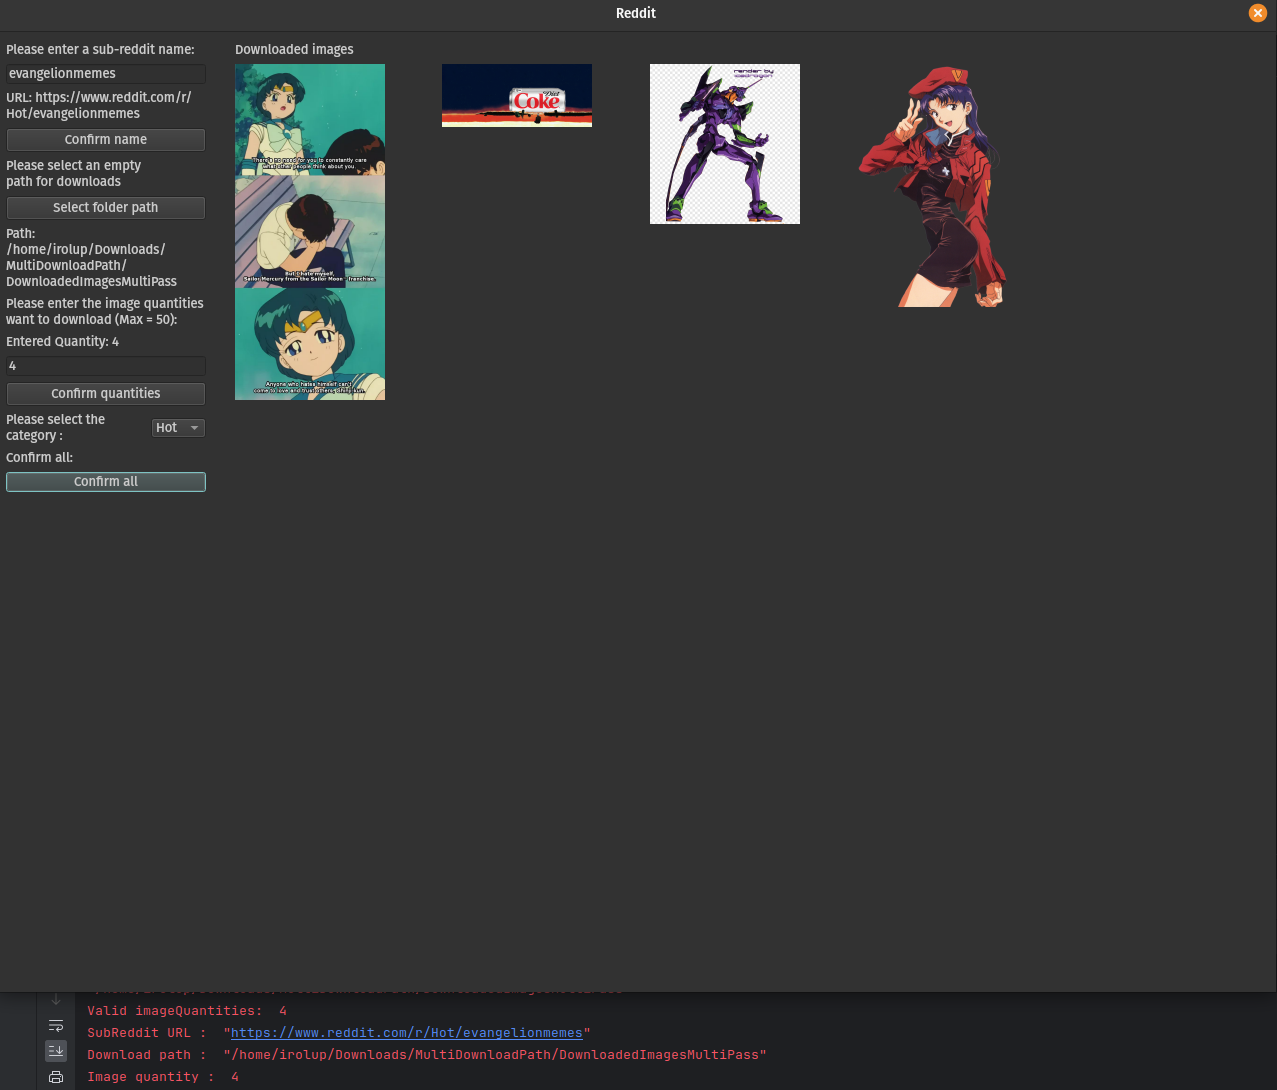 Reddit
Please enter a sub-reddit name:
evangelionmemes
URL: https://www.reddit.com/r/
Hot/evangelionmemes
Confirm name
Please select an empty
path for downloads
Select folder path
Path:
/home/irolup/Downloads/
MultiDownloadPath/
DownloadedImagesMultiPass
Please enter the image quantities
want to download (Max = 50):
Entered Quantity: 4
4
Confirm quantities
Please select the
category :
Hot
Confirm all:
Confirm all
Downloaded images
There's no need for you to constantly care
what other people think about you.
But I hate myself,
Sailor Mercury from the Sailor Moon franchise.
Anyone who hates himself can't
come to love and trust others, Shinji-kun.
Diet
Coke
render by
Valid imageQuantities:  4
SubReddit URL :  "https://www.reddit.com/r/Hot/evangelionmemes"
Download path :  "/home/irolup/Downloads/MultiDownloadPath/DownloadedImagesMultiPass"
Image quantity :  4